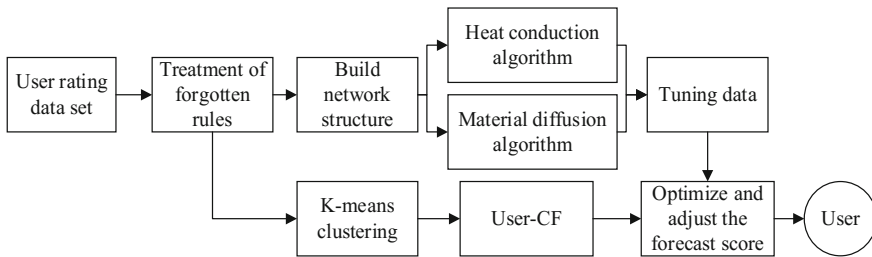 User rating
data set
Treatment of
forgotten
rules
Build
network
structure
Heat conduction
algorithm
Material diffusion
algorithm
Tuning data
K-means
clustering
User-CF
Optimize and
adjust the
forecast score
User